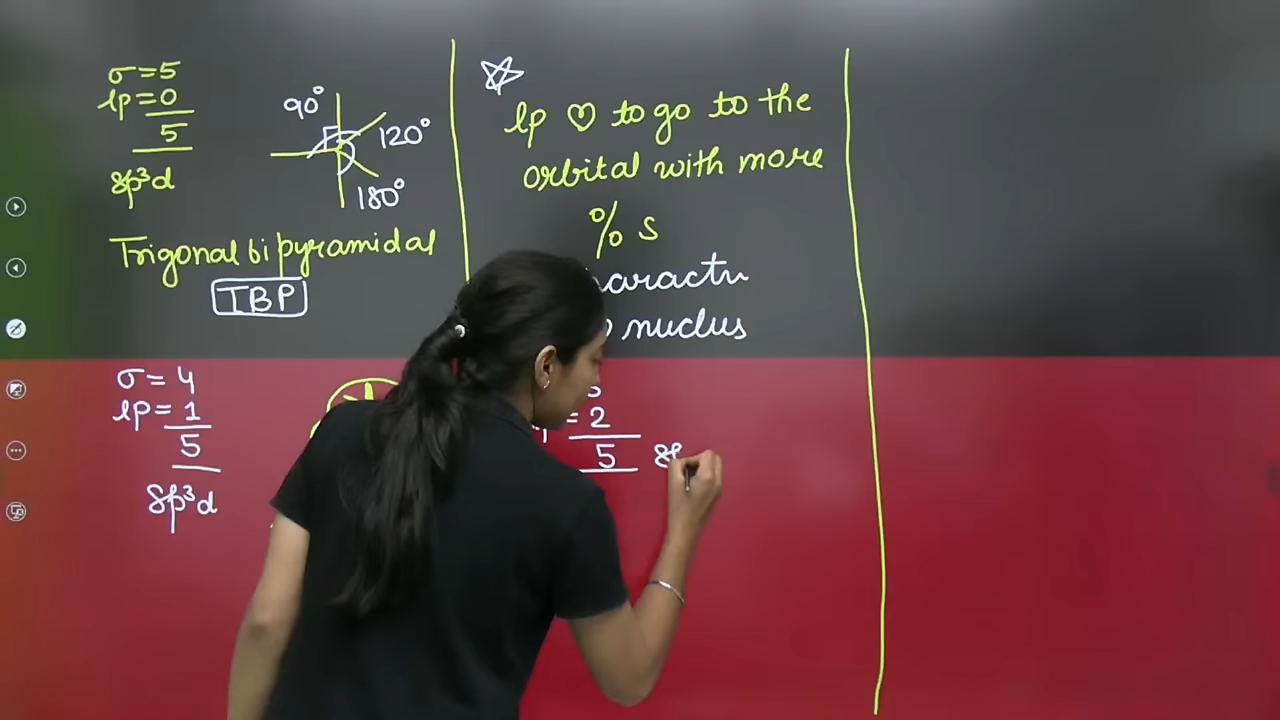 σ = 5
lp = 0
5
sp³d
90°
120°
180°
Trigonal bipyramidal
TBP
lp ♡ to go to the
orbital with more
% s
nuclus
σ = 4
lp = 1
5
sp³d
= 2
5 sp